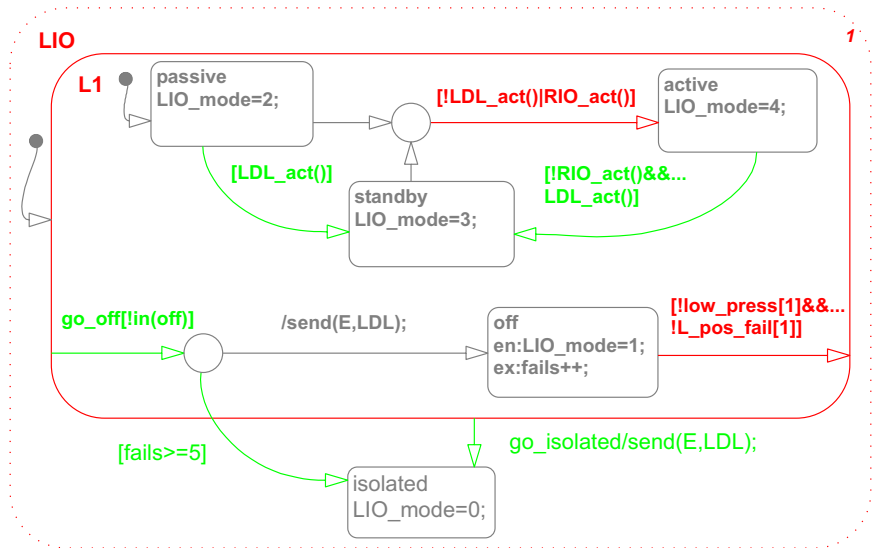 LIO
1
L1
passive
LIO_mode=2;
[!LDL_act()|RIO_act()]
active
LIO_mode=4;
[LDL_act()]
[!RIO_act()&&...
LDL_act()]
standby
LIO_mode=3;
go_off[!in(off)]
/send(E,LDL);
off
en:LIO_mode=1;
ex:fails++;
[!low_press[1]&&...
!L_pos_fail[1]]
[fails>=5]
go_isolated/send(E,LDL);
isolated
LIO_mode=0;